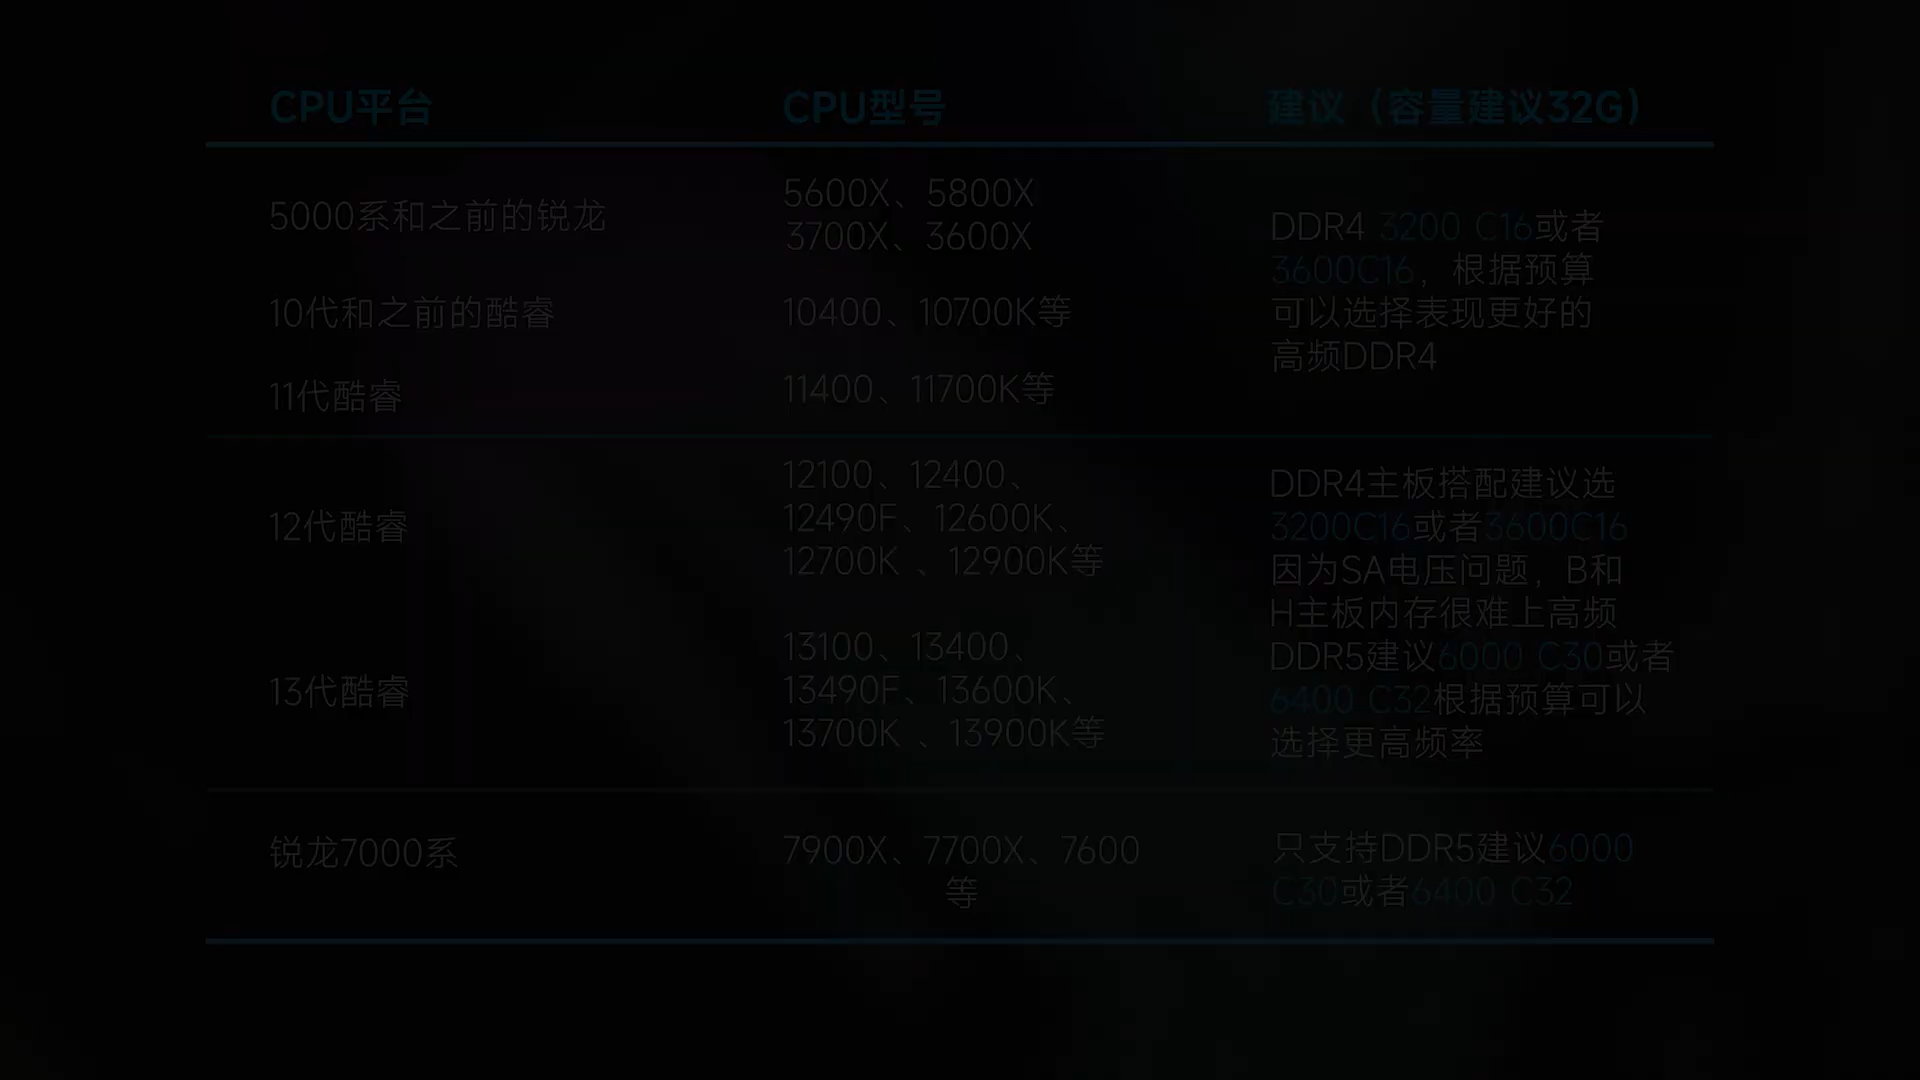 CPU平台
CPU型号
建议（容量建议32G）
5000系和之前的锐龙
5600X、5800X
3700X、3600X
10代和之前的酷睿
10400、10700K等
11代酷睿
11400、11700K等
DDR4 3200 C16或者
3600C16，根据预算
可以选择表现更好的
高频DDR4
12代酷睿
12100、12400、
12490F、12600K、
12700K 、12900K等
13代酷睿
13100、13400、
13490F、13600K、
13700K 、13900K等
DDR4主板搭配建议选
3200C16或者3600C16
因为SA电压问题，B和
H主板内存很难上高频
DDR5建议6000 C30或者
6400 C32根据预算可以
选择更高频率
锐龙7000系
7900X、7700X、7600
等
只支持DDR5建议6000
C30或者6400 C32